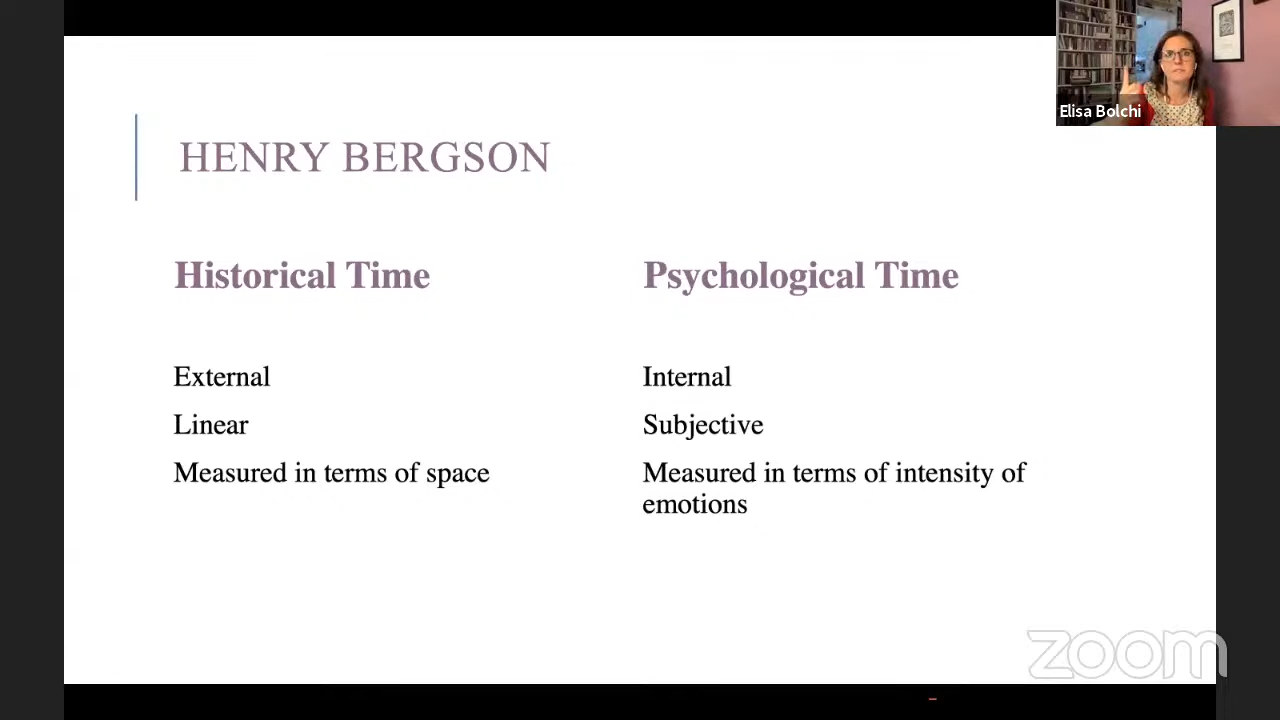 Elisa Bolchi
HENRY BERGSON
Historical Time
Psychological Time
External
Linear
Measured in terms of space
Internal
Subjective
Measured in terms of intensity of
emotions
zoom